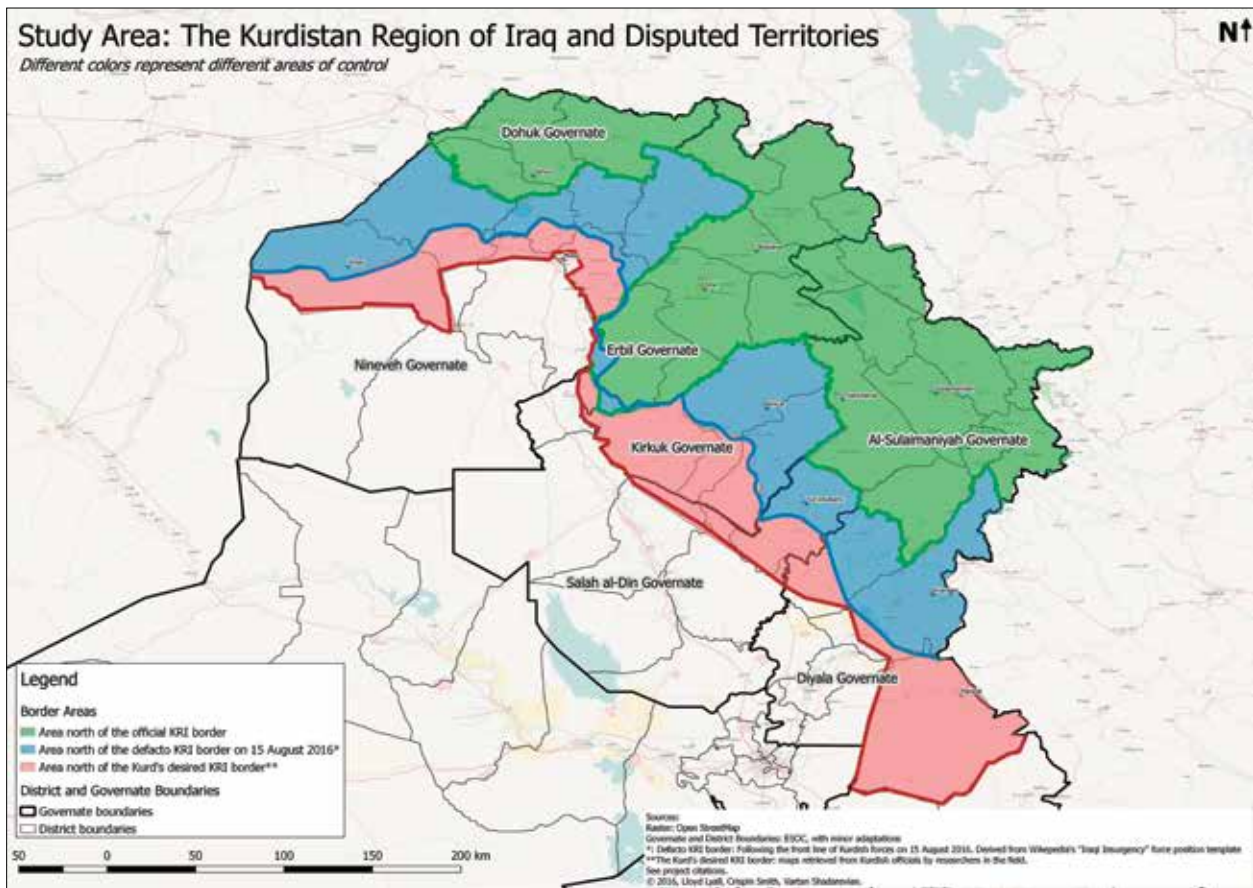 Study Area: The Kurdistan Region of Iraq and Disputed Territories
N↑
Different colors represent different areas of control
Dohuk Governate
Erbil Governate
Nineveh Governate
Kirkuk Governate
Al-Sulaimaniyah Governate
Salah al-Din Governate
Diyala Governate
Legend
Border Areas
Area north of the official KRI border
Area north of the defacto KRI border on 15 August 2016*
Area north of the Kurd's desired KRI border**
District and Governate Boundaries
Governate boundaries
District boundaries
50 0 50 100 150 200 km
Sources:
Raster: Open StreetMap
Governate and District Boundaries: ESOC, with minor adaptations
*: Defacto KRI border: Following the front line of Kurdish forces on 15 August 2016. Derived from Wikepedia's "Iraqi Insurgency" force position template
**The Kurd's desired KRI border: maps retrieved from Kurdish officials by researchers in the field.
See project citations.
© 2016, Lloyd Lyall, Crispin Smith, Vartan Shadarevian.